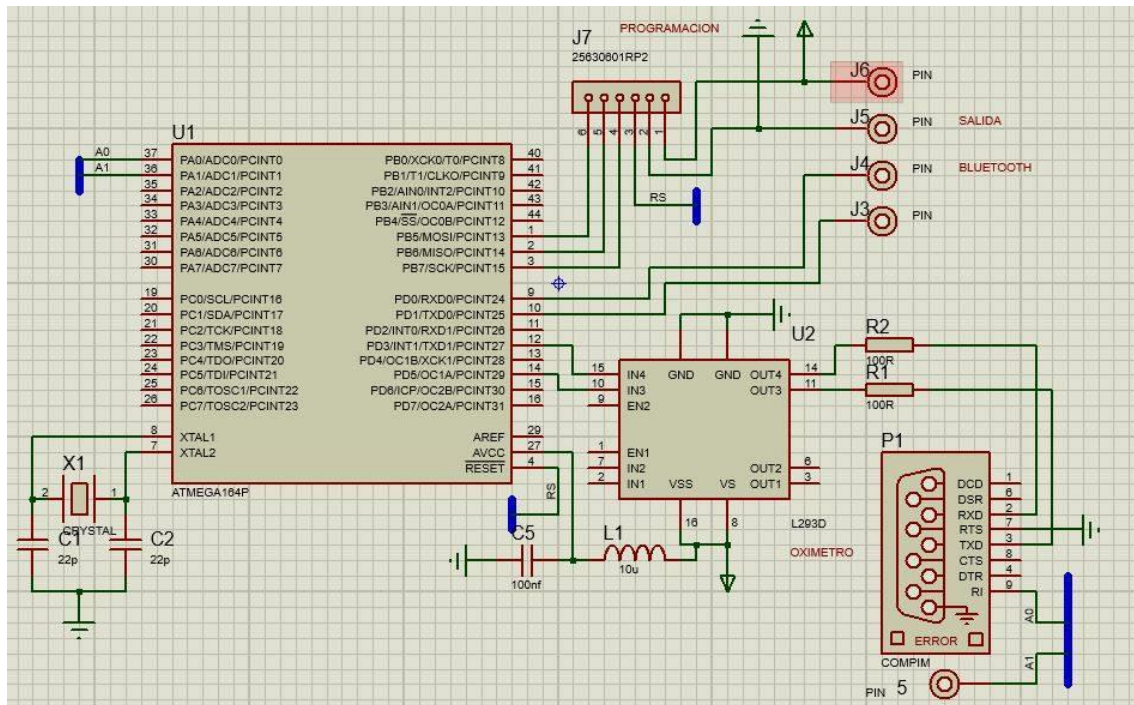 PROGRAMACION
J7
25630601RP2
6 5 4 3 2 1
J6 PIN
J5 PIN SALIDA
J4 PIN BLUETOOTH
J3 PIN
RS
U1
A0 37 PA0/ADC0/PCINT0 PB0/XCK0/T0/PCINT8 40
A1 36 PA1/ADC1/PCINT1 PB1/T1/CLKO/PCINT9 41
35 PA2/ADC2/PCINT2 PB2/AIN0/INT2/PCINT10 42
34 PA3/ADC3/PCINT3 PB3/AIN1/OC0A/PCINT11 43
33 PA4/ADC4/PCINT4 PB4/SS/OC0B/PCINT12 44
32 PA5/ADC5/PCINT5 PB5/MOSI/PCINT13 1
31 PA6/ADC6/PCINT6 PB6/MISO/PCINT14 2
30 PA7/ADC7/PCINT7 PB7/SCK/PCINT15 3
19 PC0/SCL/PCINT16 PD0/RXD0/PCINT24 9
20 PC1/SDA/PCINT17 PD1/TXD0/PCINT25 10
21 PC2/TCK/PCINT18 PD2/INT0/RXD1/PCINT26 11
22 PC3/TMS/PCINT19 PD3/INT1/TXD1/PCINT27 12
23 PC4/TDO/PCINT20 PD4/OC1B/XCK1/PCINT28 13
24 PC5/TDI/PCINT21 PD5/OC1A/PCINT29 14
25 PC6/TOSC1/PCINT22 PD6/ICP/OC2B/PCINT30 15
26 PC7/TOSC2/PCINT23 PD7/OC2A/PCINT31 16
8 XTAL1 AREF 29
7 XTAL2 AVCC 27
RESET 4
ATMEGA164P
RS
X1
2 1
CRYSTAL
C1
22p
C2
22p
C5
100nf
L1
10u
U2
15 IN4 GND GND OUT4 14
10 IN3 OUT3 11
9 EN2
1 EN1
7 IN2 OUT2 6
2 IN1 VSS VS OUT1 3
16 8
L293D
OXIMETRO
R2
100R
R1
100R
P1
DCD 1
DSR 6
RXD 2
RTS 7
TXD 3
CTS 8
DTR 4
RI 9
ERROR
COMPIM
A0
A1
PIN 5